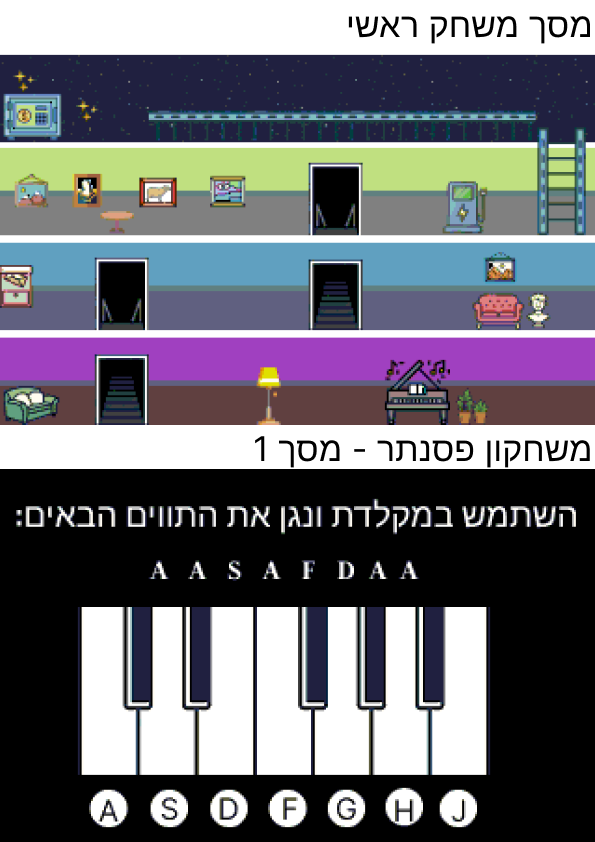 מסך משחק ראשי
משחקון פסנתר - מסך 1
השתמש במקלדת ונגן את התווים הבאים:
A A S A F D A A
A S D F G H J